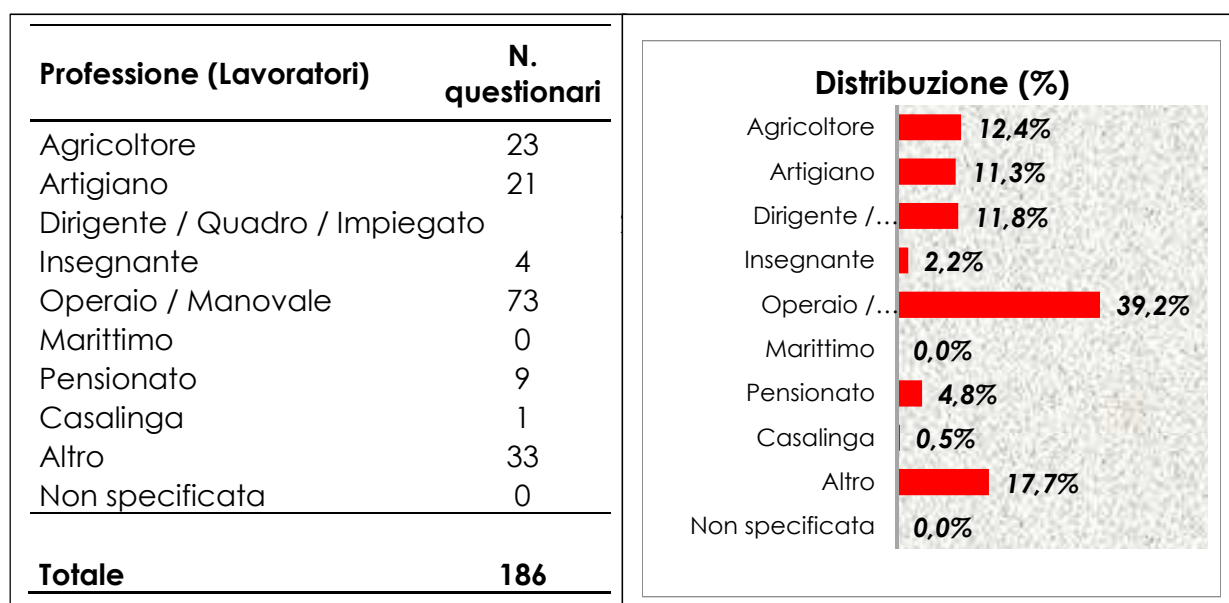 Professione (Lavoratori) N. questionari
Agricoltore 23
Artigiano 21
Dirigente / Quadro / Impiegato
Insegnante 4
Operaio / Manovale 73
Marittimo 0
Pensionato 9
Casalinga 1
Altro 33
Non specificata 0
Totale 186
Distribuzione (%)
Agricoltore 12,4%
Artigiano 11,3%
Dirigente /... 11,8%
Insegnante 2,2%
Operaio /... 39,2%
Marittimo 0,0%
Pensionato 4,8%
Casalinga 0,5%
Altro 17,7%
Non specificata 0,0%